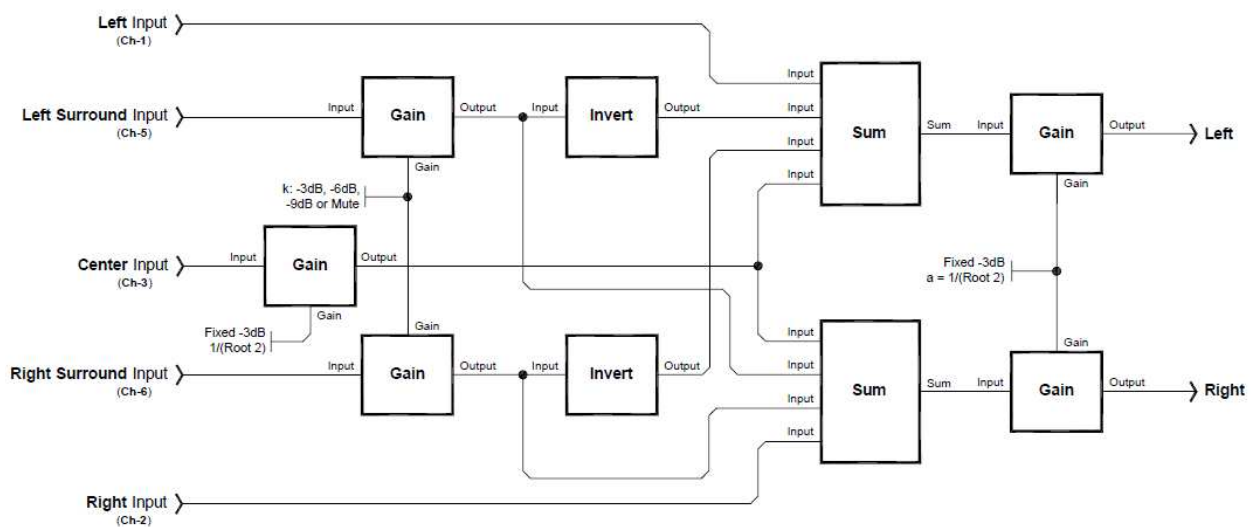 Left Input
(Ch-1)
Input
Left Surround Input
(Ch-5)
Input
Gain
Output
Input
Invert
Output
Input
Input
Input
Sum
Sum
Input
Gain
Output
Left
Gain
Gain
k: -3dB, -6dB,
-9dB or Mute
Center Input
(Ch-3)
Input
Gain
Output
Gain
Fixed -3dB
1/(Root 2)
Fixed -3dB
a = 1/(Root 2)
Gain
Gain
Right Surround Input
(Ch-6)
Input
Gain
Output
Input
Invert
Output
Input
Input
Input
Input
Sum
Sum
Input
Gain
Output
Right
Right Input
(Ch-2)